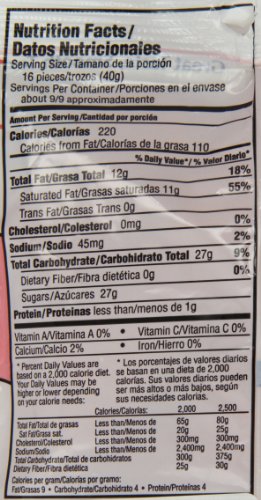 Nutrition Facts/
Datos Nutricionales
Serving Size/Tamano de la porción
16 pieces/trozos (40g)
Servings Per Container/Porciones en el envase
about 9/9 approximadamente
Amount Per Serving/Cantidad por porción
Calories/Calorías 220
Calories from Fat/Calorías de la grasa 110
% Daily Value*/% Valor Diario*
Total Fat/Grasa Total 12g 18%
Saturated Fat/Grasas saturadas 11g 55%
Trans Fat/Grasas Trans 0g
Cholesterol/Colesterol 0mg 0%
Sodium/Sodio 45mg 2%
Total Carbohydrate/Carbohidrato Total 27g 9%
Dietary Fiber/Fibra dietética 0g 0%
Sugars/Azúcares 27g
Protein/Proteínas less than/menos de 1g
Vitamin A/Vitamina A 0% • Vitamin C/Vitamina C 0%
Calcium/Calcio 2% • Iron/Hierro 0%
* Percent Daily Values are
based on a 2,000 calorie diet.
Your Daily Values may be
higher or lower depending
on your calorie needs:
* Los porcentajes de valores diarios
se basan en una dieta de 2,000
calorías. Sus valores diarios pueden
ser más altos o más bajos, según
sus necesidades calorías.
Calories/Calorías: 2,000 2,500
Total Fat/Total de grasas Less than/Menos de 65g 80g
Sat Fat/Grasa sat. Less than/Menos de 20g 25g
Cholesterol/Colesterol Less than/Menos de 300mg 300mg
Sodium/Sodio Less than/Menos de 2,400mg 2,400mg
Total Carbohydrate/Total de carbohidratos 300g 375g
Dietary Fiber/Fibra dietética 25g 30g
Calories per gram/Calorías por gramo:
Fat/Grasas 9 • Carbohydrate/Carbohidrato 4 • Protein/Proteínas 4